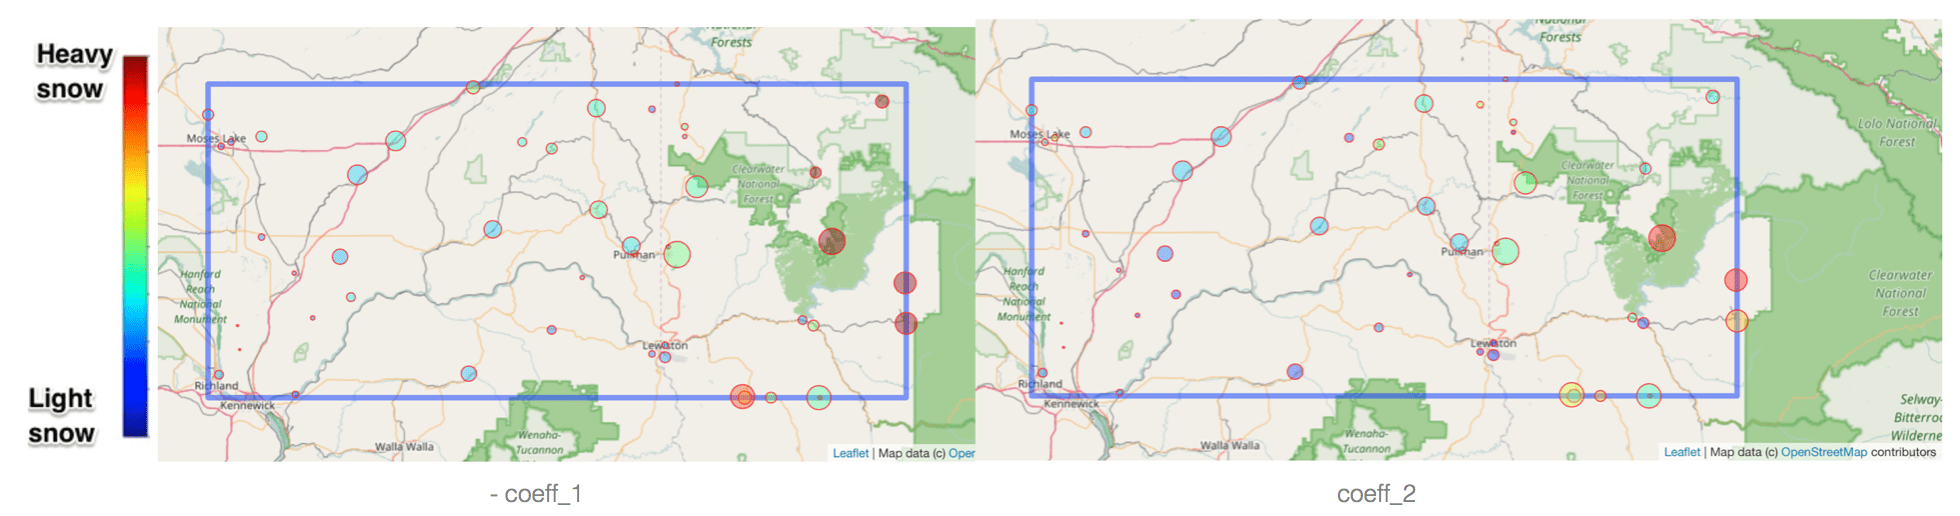 Heavy
snow
Light
snow
Forests
Moses Lake
Clearwater
National
Forest
Pullman
Hanford
Reach
National
Monument
Lewiston
Richland
Kennewick
Walla Walla
Wenaha-
Tucannon
Leaflet | Map data (c) Oper
- coeff_1
National
Forests
Moses Lake
Lolo National
Forest
Clearwater
National
Forest
Pullman
Hanford
Reach
National
Monument
Clearwater
National
Forest
Lewiston
Richland
Kennewick
Selway-
Bitterroo
Wilderne
Walla Walla
Wenaha-
Tucannon
Leaflet | Map data (c) OpenStreetMap contributors
coeff_2